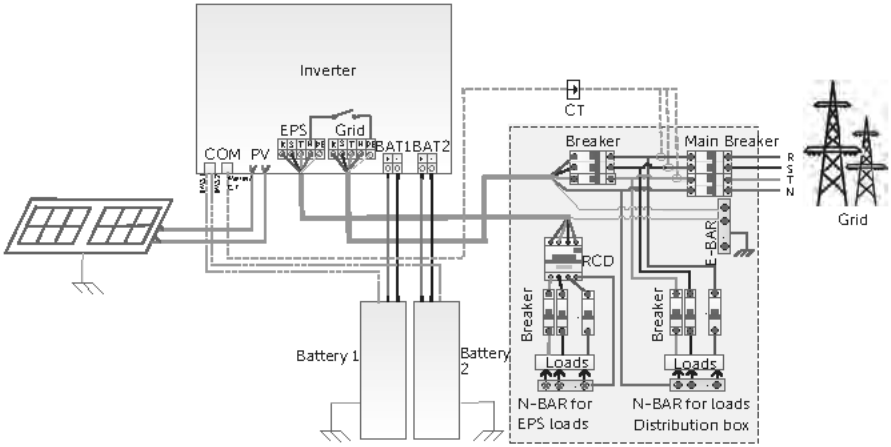 Inverter
EPS
Grid
R S T N PE
R S T N PE
COM
PV
BAT1
BAT2
+ -
+ -
CT
Breaker
Main Breaker
R
S
T
N
Grid
E-BAR
RCD
Breaker
Breaker
Battery 1
Battery
2
Loads
Loads
N-BAR for
EPS loads
N-BAR for loads
Distribution box